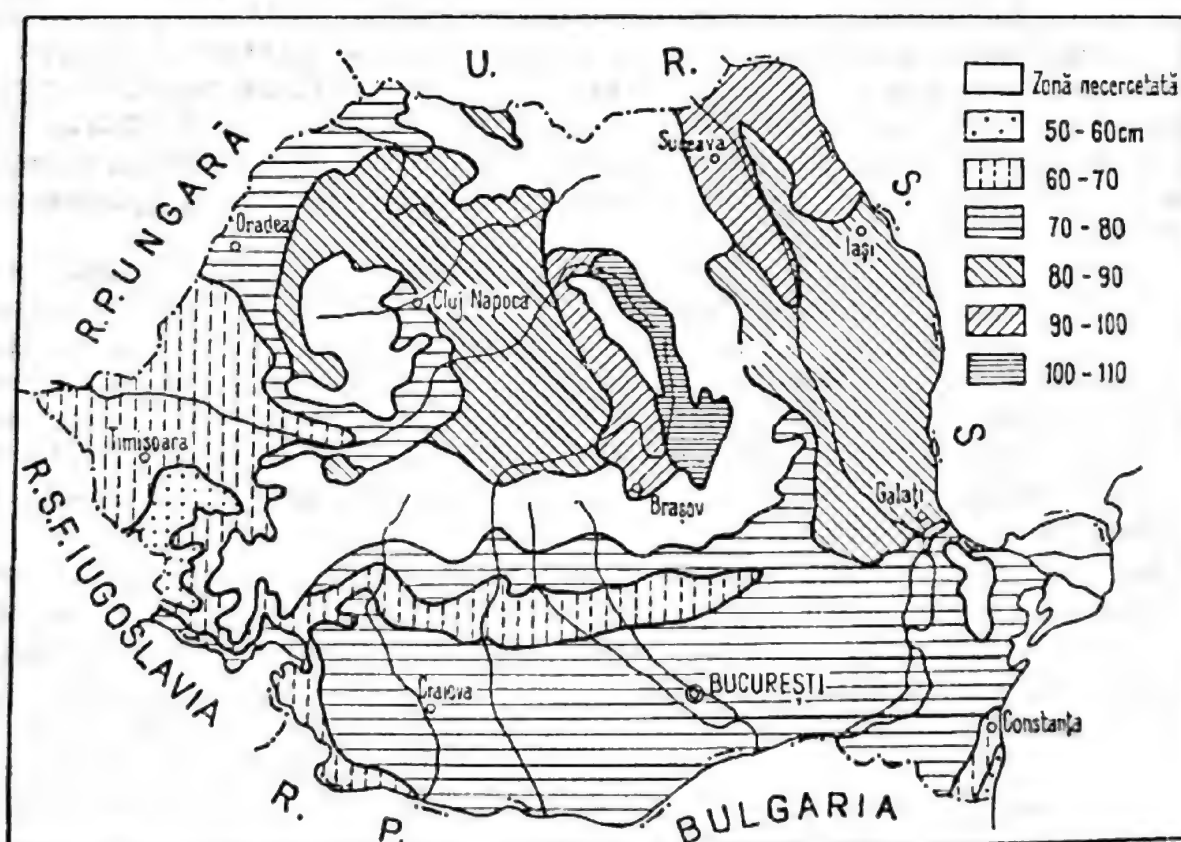 U. R. S. S
R. P. UNGARĂ
R.S.F. IUGOSLAVIA
R. P. BULGARIA
Suceava
Iași
Oradea
Cluj Napoca
Timișoara
Brașov
Galați
Craiova
BUCUREȘTI
Constanța
Zonă necercetată
50 - 60cm
60 - 70
70 - 80
80 - 90
90 - 100
100 - 110